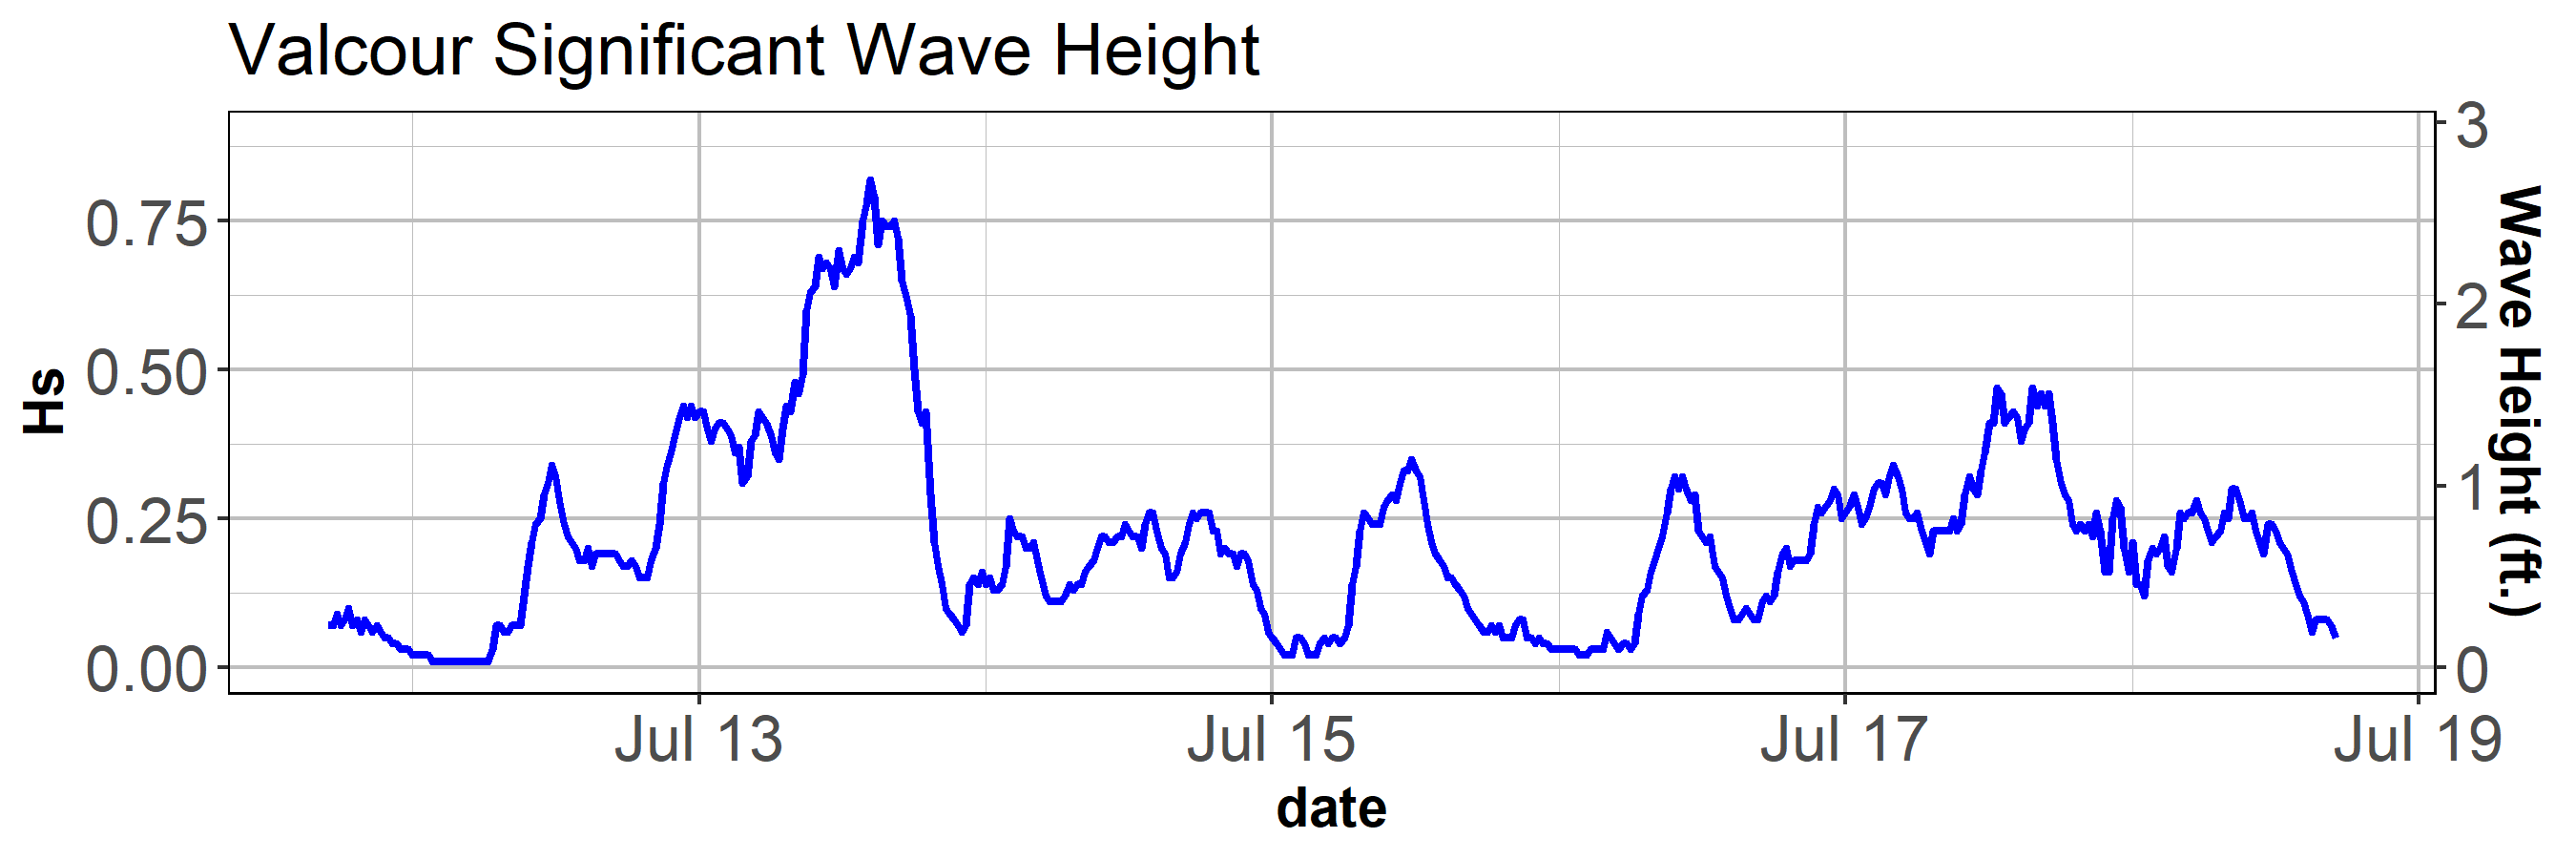 Valcour Significant Wave Height
Hs
0.75
0.50
0.25
0.00
3
2
1
0
Wave Height (ft.)
Jul 13 Jul 15 Jul 17 Jul 19
date